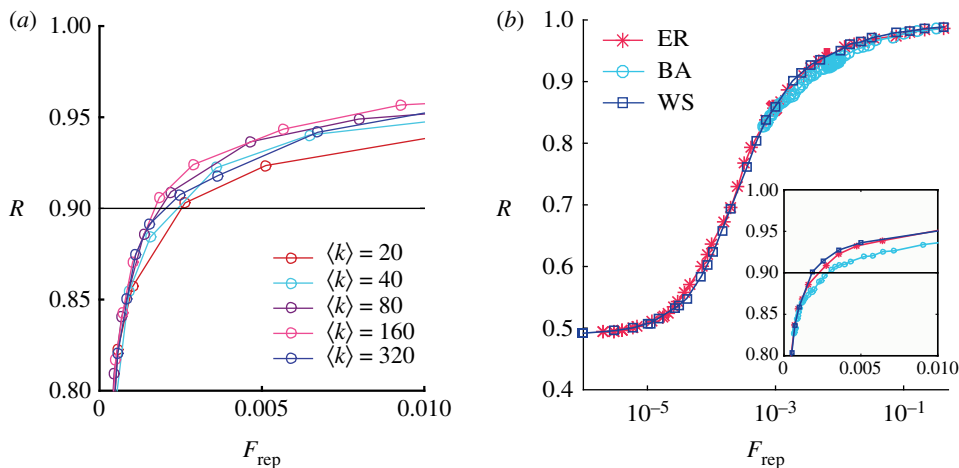 (a)
1.00
0.95
R
0.90
0.85
0.80
⟨k⟩ = 20
⟨k⟩ = 40
⟨k⟩ = 80
⟨k⟩ = 160
⟨k⟩ = 320
0
0.005
0.010
F_rep
(b)
1.0
0.9
0.8
0.7
R
0.6
0.5
0.4
ER
BA
WS
1.00
0.95
0.90
0.85
0.80
0
0.005
0.010
10⁻⁵
10⁻³
10⁻¹
F_rep